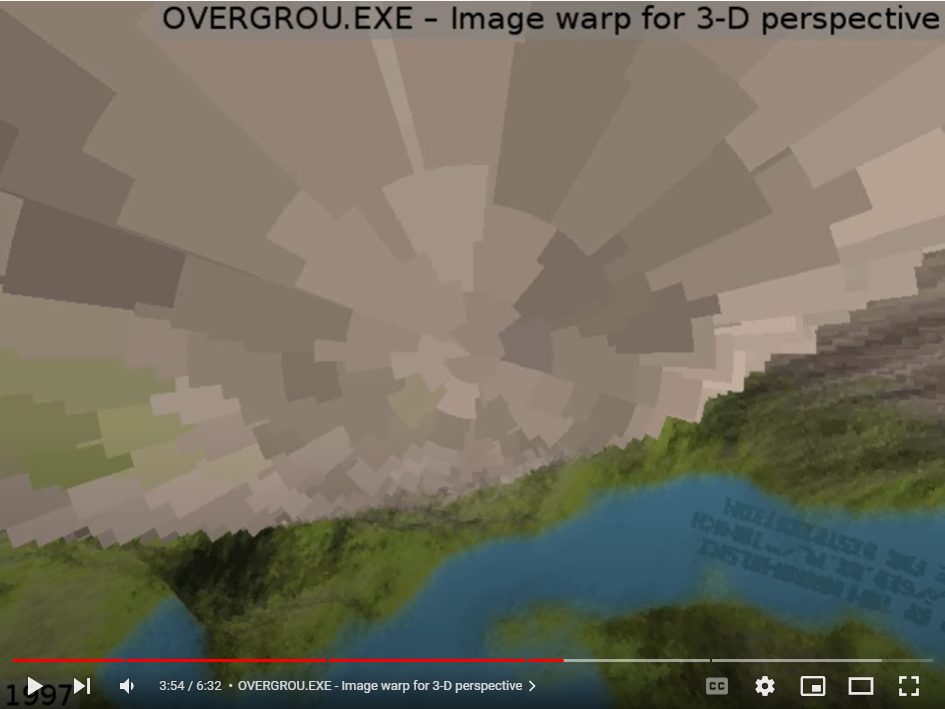 OVERGROU.EXE – Image warp for 3-D perspective
1997
3:54 / 6:32 • OVERGROU.EXE - Image warp for 3-D perspective
CC